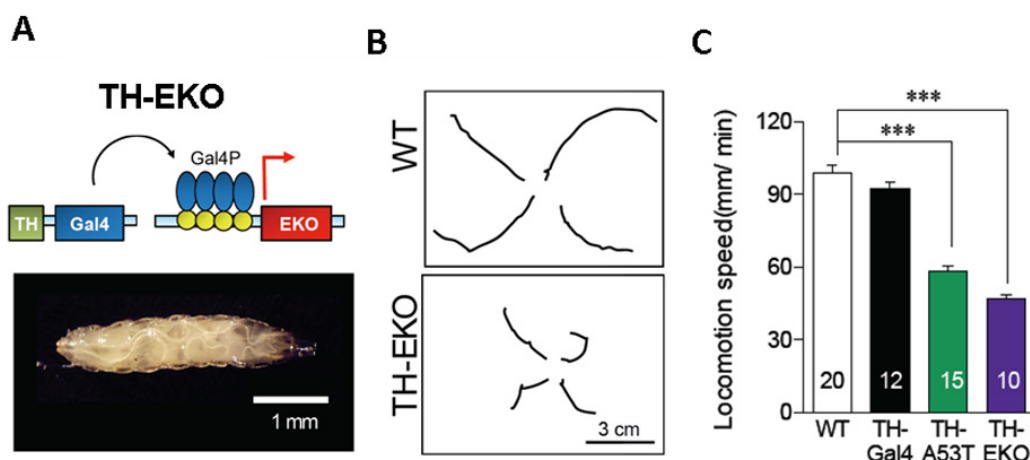 A
TH-EKO
Gal4P
TH
Gal4
EKO
1 mm
B
WT
TH-EKO
3 cm
C
Locomotion speed(mm/ min)
120
90
60
30
0
***
***
20
12
15
10
WT
TH-
Gal4
TH-
A53T
TH-
EKO